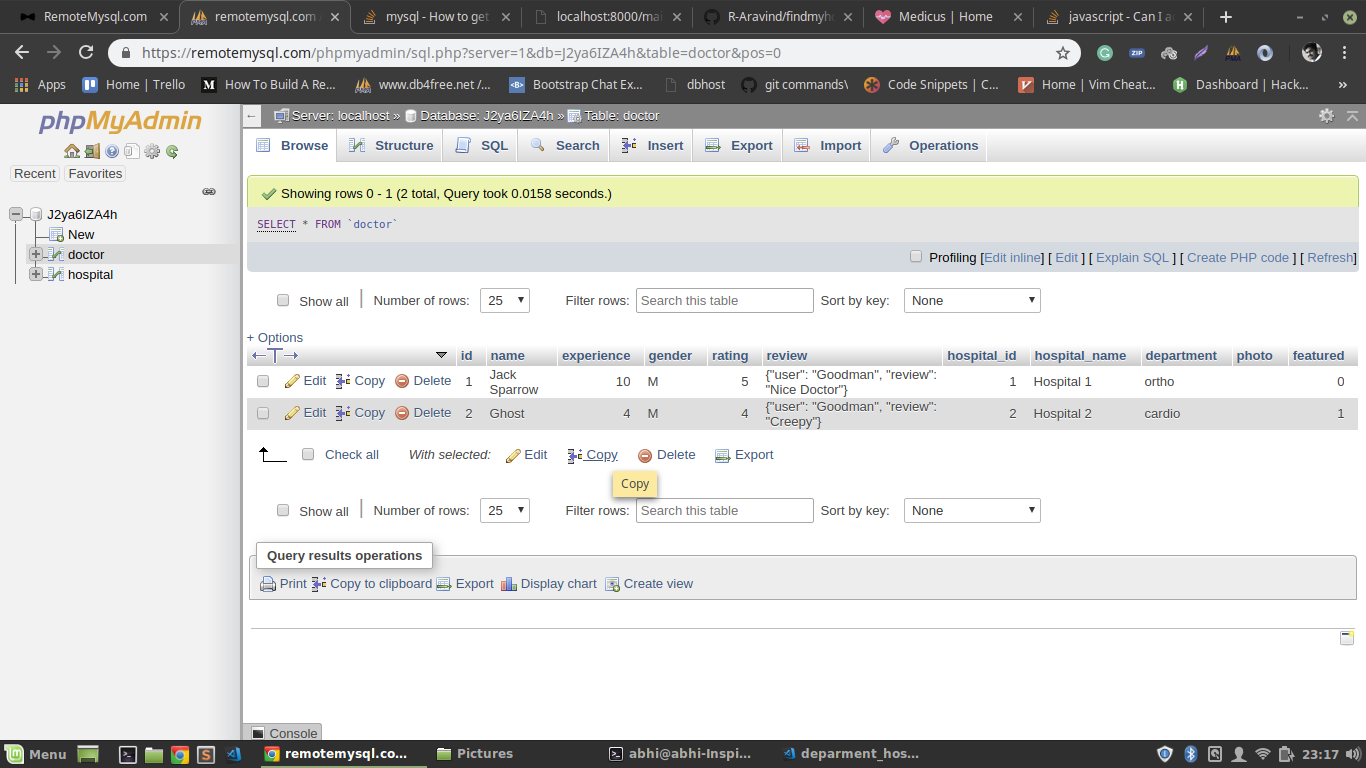 RemoteMysql.com
remotemysql.com
mysql - How to get
localhost:8000/ma
R-Aravind/findmyh
Medicus | Home
javascript - Can I a
https://remotemysql.com/phpmyadmin/sql.php?server=1&db=J2ya6IZA4h&table=doctor&pos=0
Apps
Home | Trello
How To Build A Re...
www.db4free.net /...
Bootstrap Chat Ex...
dbhost
git commands\
Code Snippets | C...
Home | Vim Cheat...
Dashboard | Hack...
»
phpMyAdmin
Recent Favorites
J2ya6IZA4h
New
doctor
hospital
Server: localhost » Database: J2ya6IZA4h » Table: doctor
Browse Structure SQL Search Insert Export Import Operations
Showing rows 0 - 1 (2 total, Query took 0.0158 seconds.)
SELECT * FROM `doctor`
Profiling [Edit inline] [ Edit ] [ Explain SQL ] [ Create PHP code ] [ Refresh]
Show all | Number of rows: 25 Filter rows: Search this table Sort by key: None
+ Options
id name experience gender rating review hospital_id hospital_name department photo featured
Edit Copy Delete 1 Jack Sparrow 10 M 5 {"user": "Goodman", "review": "Nice Doctor"} 1 Hospital 1 ortho 0
Edit Copy Delete 2 Ghost 4 M 4 {"user": "Goodman", "review": "Creepy"} 2 Hospital 2 cardio 1
Check all With selected: Edit Copy Delete Export
Copy
Show all | Number of rows: 25 Filter rows: Search this table Sort by key: None
Query results operations
Print Copy to clipboard Export Display chart Create view
Console
Menu
remotemysql.co...
Pictures
abhi@abhi-Inspi...
deparment_hos...
23:17